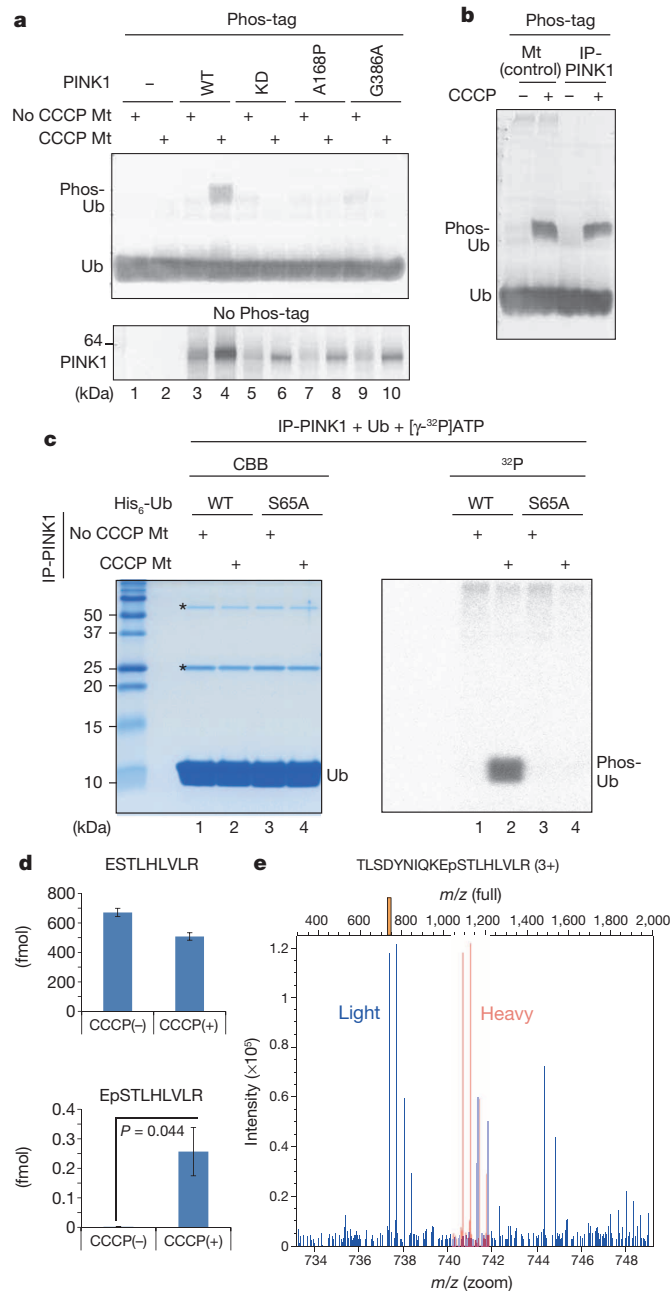 a
Phos-tag
PINK1
– WT KD A168P G386A
No CCCP Mt + + + + +
CCCP Mt + + + + +
Phos-
Ub
Ub
No Phos-tag
64
PINK1
(kDa) 1 2 3 4 5 6 7 8 9 10
b
Phos-tag
Mt IP-
(control) PINK1
CCCP – + – +
Phos-
Ub
Ub
c
IP-PINK1 + Ub + [γ-³²P]ATP
CBB ³²P
His₆-Ub WT S65A WT S65A
IP-PINK1
No CCCP Mt + + + +
CCCP Mt + + + +
50
37
25
20
15
10
*
*
Ub
Phos-
Ub
(kDa) 1 2 3 4 1 2 3 4
d
ESTLHLVLR
(fmol)
800
600
400
200
0
CCCP(–) CCCP(+)
EpSTLHLVLR
(fmol)
0.4
0.3
0.2
0.1
0
P = 0.044
CCCP(–) CCCP(+)
e
TLSDYNIQKEpSTLHLVLR (3+)
m/z (full)
400 600 800 1,000 1,200 1,400 1,600 1,800 2,000
Light Heavy
Intensity (×10⁵)
1.2
1
0.8
0.6
0.4
0.2
0
734 736 738 740 742 744 746 748
m/z (zoom)